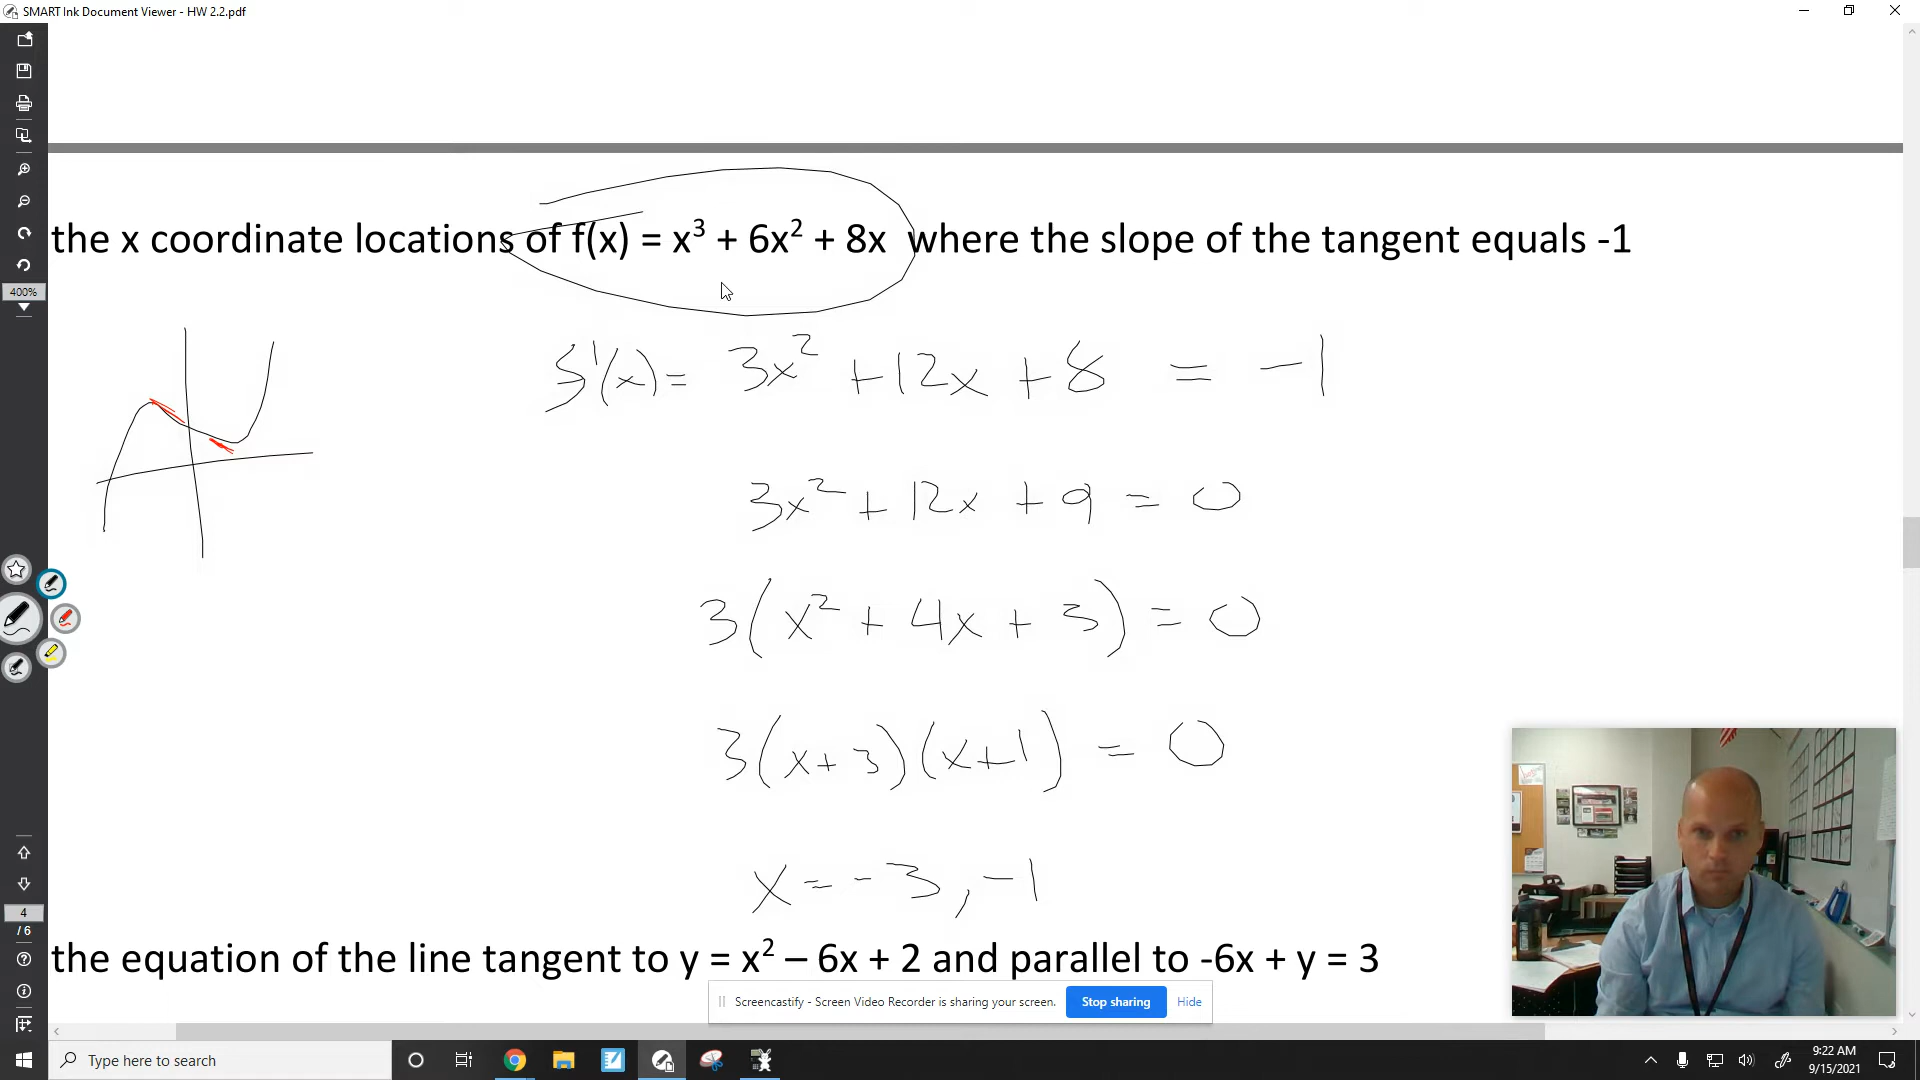 SMART Ink Document Viewer - HW 2.2.pdf
400%
the x coordinate locations of f(x) = x³ + 6x² + 8x where the slope of the tangent equals -1
f'(x) = 3x² + 12x + 8 = -1
3x² + 12x + 9 = 0
3(x² + 4x + 3) = 0
3(x+3)(x+1) = 0
x = -3, -1
4
/ 6
the equation of the line tangent to y = x² – 6x + 2 and parallel to -6x + y = 3
Screencastify - Screen Video Recorder is sharing your screen.
Stop sharing
Hide
Type here to search
9:22 AM
9/15/2021